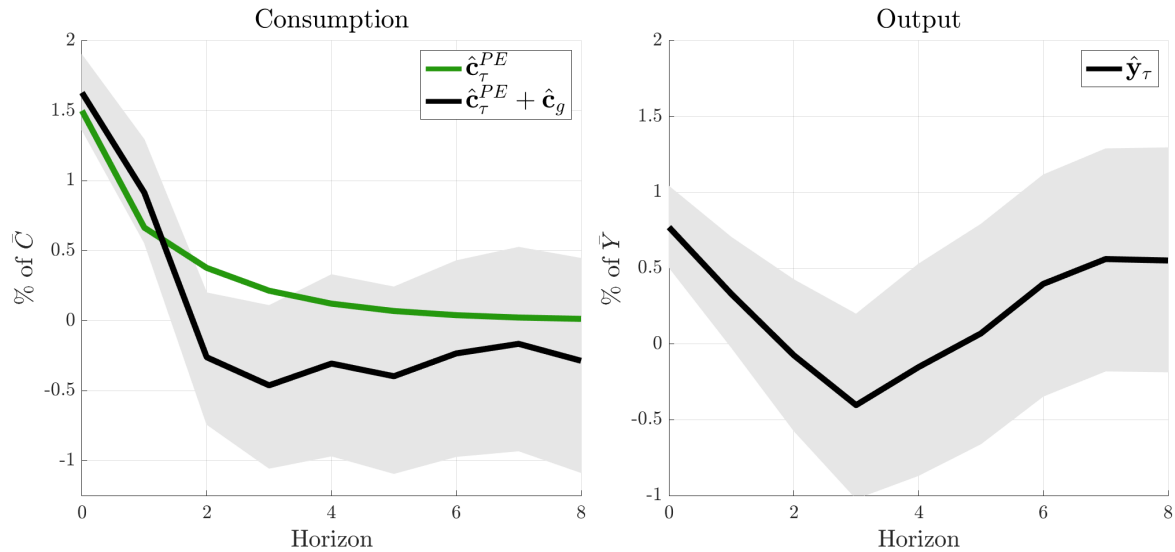 Consumption
2
1.5
1
0.5
0
-0.5
-1
% of C̄
0
2
4
6
8
Horizon
ĉ_τ^{PE}
ĉ_τ^{PE} + ĉ_g
Output
2
1.5
1
0.5
0
-0.5
-1
% of Ȳ
0
2
4
6
8
Horizon
ŷ_τ